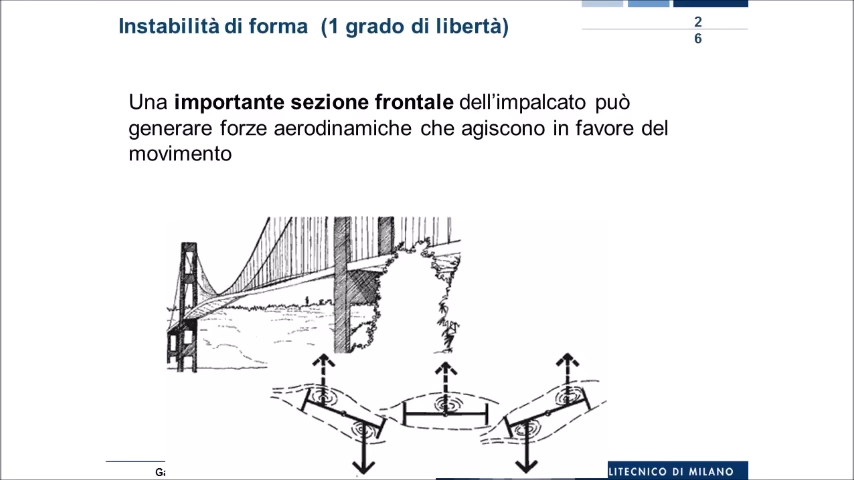 Instabilità di forma (1 grado di libertà)
2
6
Una importante sezione frontale dell'impalcato può
generare forze aerodinamiche che agiscono in favore del
movimento
LITECNICO DI MILANO